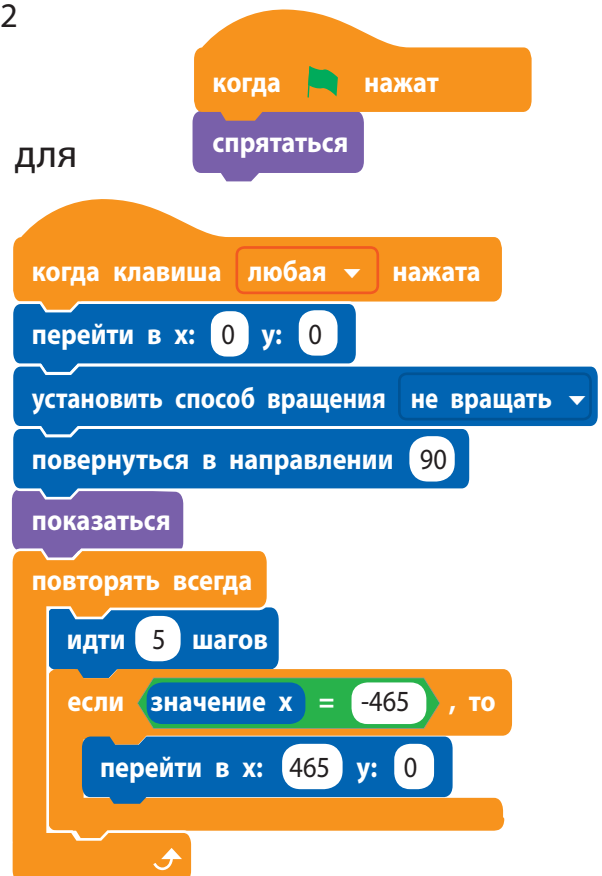 2
когда нажат
спрятаться
для
когда клавиша любая нажата
перейти в x: 0 y: 0
установить способ вращения не вращать
повернуться в направлении 90
показаться
повторять всегда
идти 5 шагов
если значение x = -465 , то
перейти в x: 465 y: 0